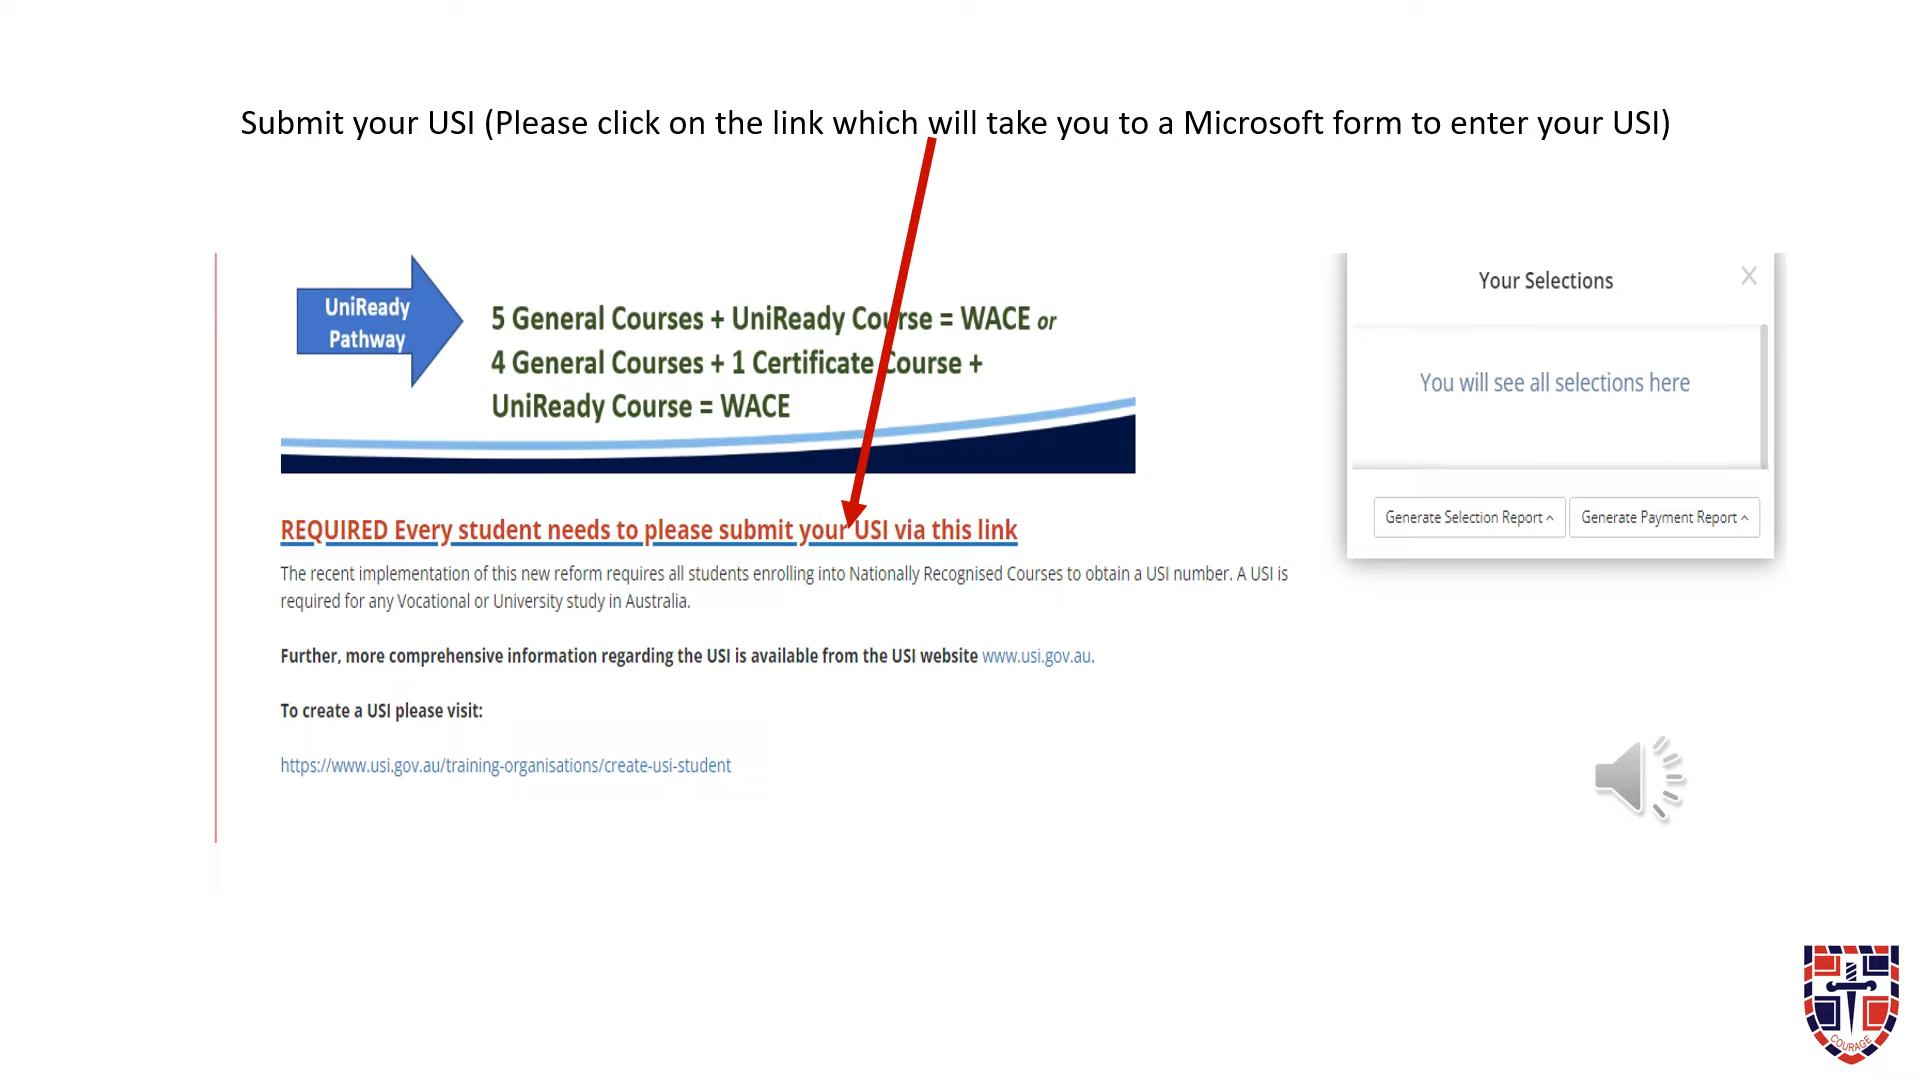 Submit your USI (Please click on the link which will take you to a Microsoft form to enter your USI)
UniReady
Pathway
5 General Courses + UniReady Course = WACE or
4 General Courses + 1 Certificate Course +
UniReady Course = WACE
REQUIRED Every student needs to please submit your USI via this link
The recent implementation of this new reform requires all students enrolling into Nationally Recognised Courses to obtain a USI number. A USI is
required for any Vocational or University study in Australia.
Further, more comprehensive information regarding the USI is available from the USI website www.usi.gov.au.
To create a USI please visit:
https://www.usi.gov.au/training-organisations/create-usi-student
Your Selections
You will see all selections here
Generate Selection Report
Generate Payment Report
COURAGE